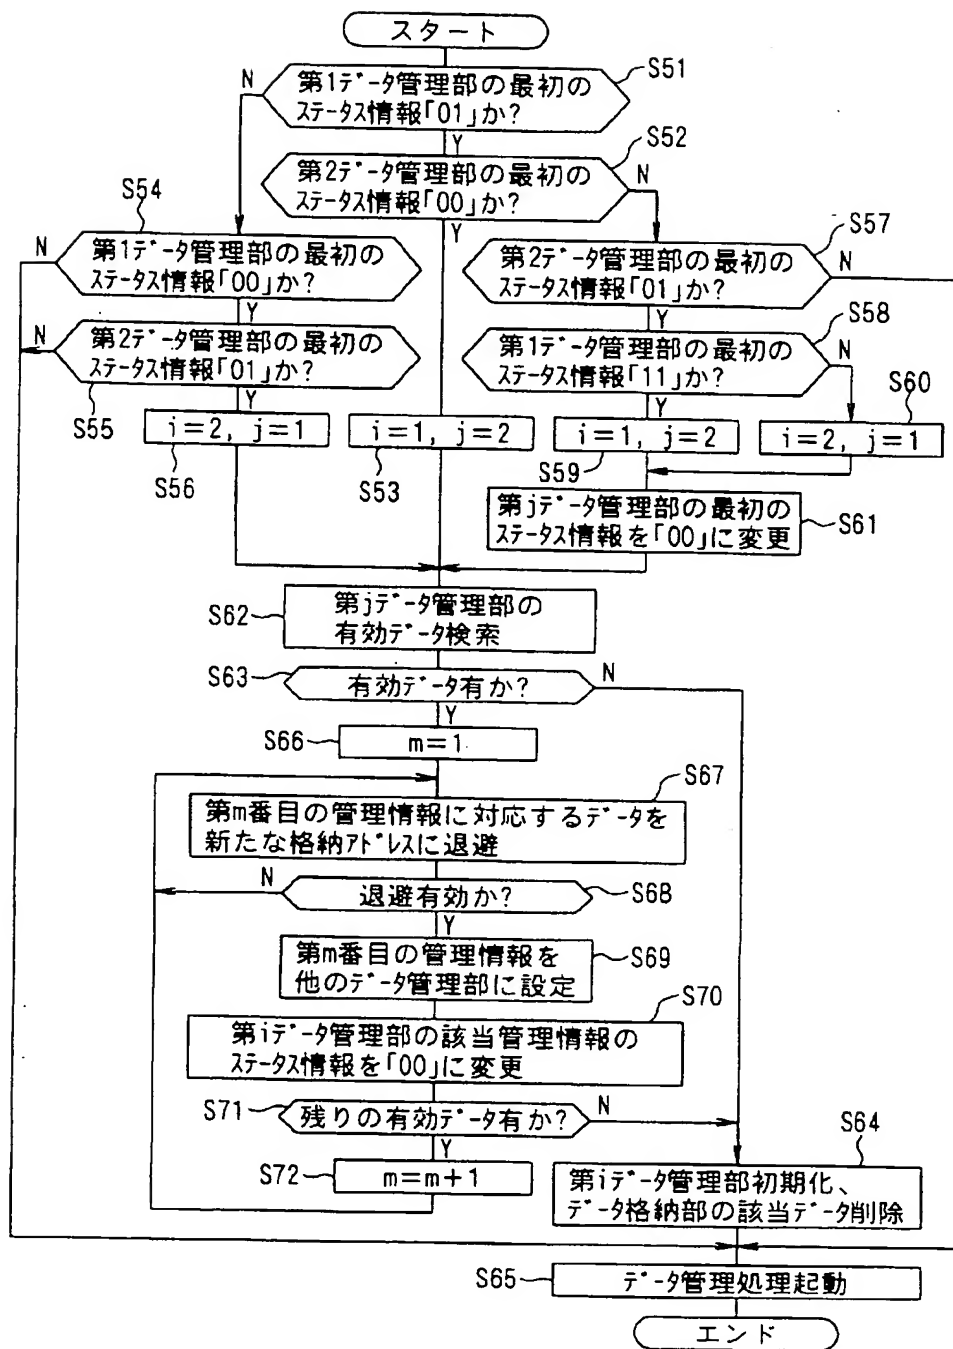 スタート
S51
N
第1データ管理部の最初の
ステータス情報「01」か?
Y
S52
N
第2データ管理部の最初の
ステータス情報「00」か?
Y
S54
N
第1データ管理部の最初の
ステータス情報「00」か?
Y
S57
N
第2データ管理部の最初の
ステータス情報「01」か?
Y
N
第2データ管理部の最初の
ステータス情報「01」か?
Y
S55
S58
N
第1データ管理部の最初の
ステータス情報「11」か?
Y
S60
i=2, j=1
S56
i=1, j=2
S53
i=1, j=2
S59
i=2, j=1
第jデータ管理部の最初の
ステータス情報を「00」に変更
S61
S62
第jデータ管理部の
有効データ検索
S63
有効データ有か?
N
Y
S66
m=1
S67
第m番目の管理情報に対応するデータを
新たな格納アドレスに退避
N
退避有効か?
S68
Y
第m番目の管理情報を
他のデータ管理部に設定
S69
S70
第iデータ管理部の該当管理情報の
ステータス情報を「00」に変更
S71
残りの有効データ有か?
N
Y
S72
m=m+1
S64
第iデータ管理部初期化、
データ格納部の該当データ削除
S65
データ管理処理起動
エンド